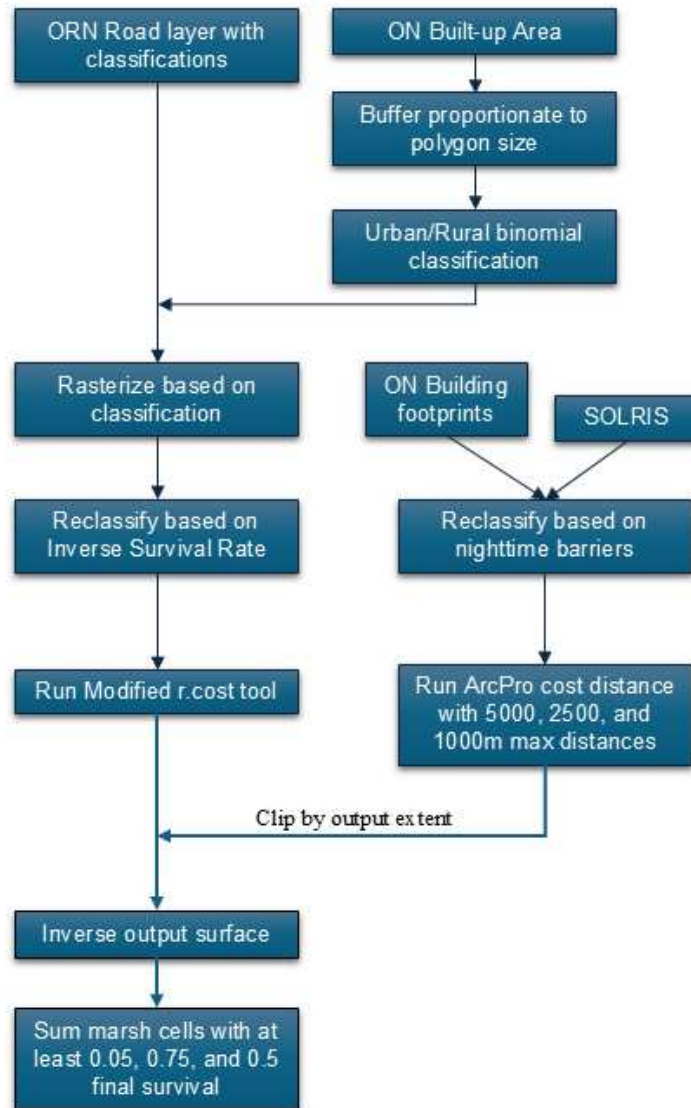 ORN Road layer with
classifications
ON Built-up Area
Buffer proportionate to
polygon size
Urban/Rural binomial
classification
Rasterize based on
classification
ON Building
footprints
SOLRIS
Reclassify based on
Inverse Survival Rate
Reclassify based on
nighttime barriers
Run Modified r.cost tool
Run ArcPro cost distance
with 5000, 2500, and
1000m max distances
Clip by output extent
Inverse output surface
Sum marsh cells with at
least 0.05, 0.75, and 0.5
final survival